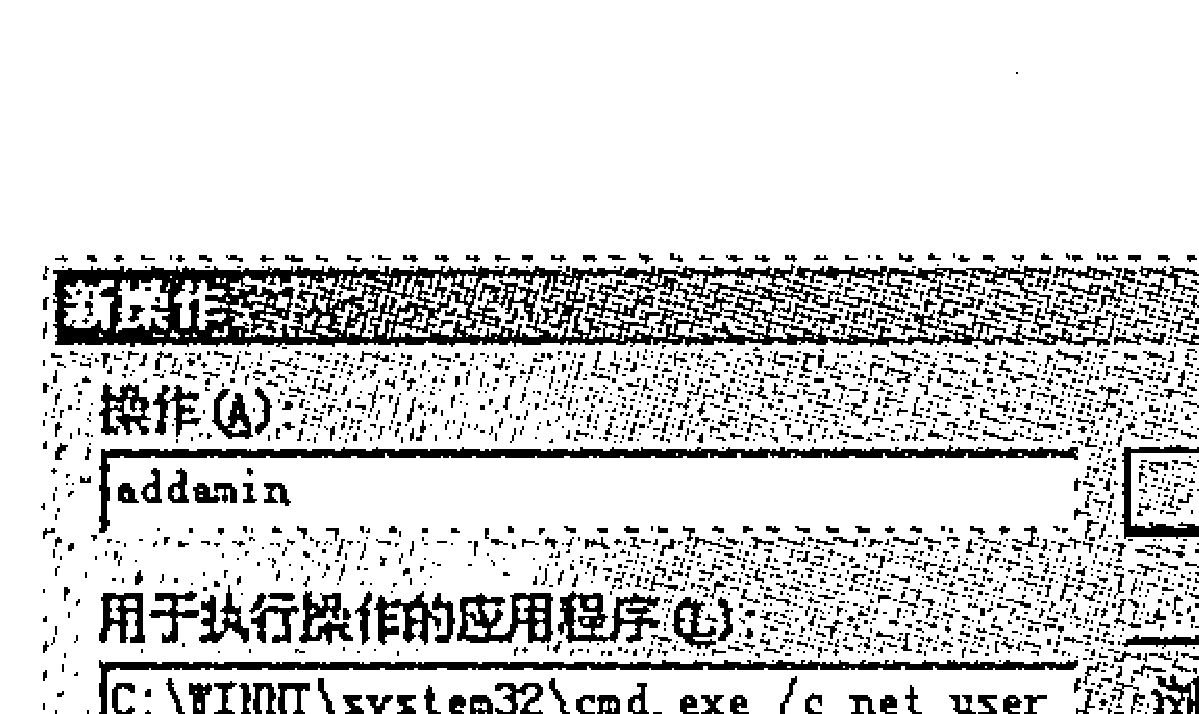 新操作
操作(A):
addamin
用于执行操作的应用程序(L):
C:\WINNT\system32\cmd.exe /c net user